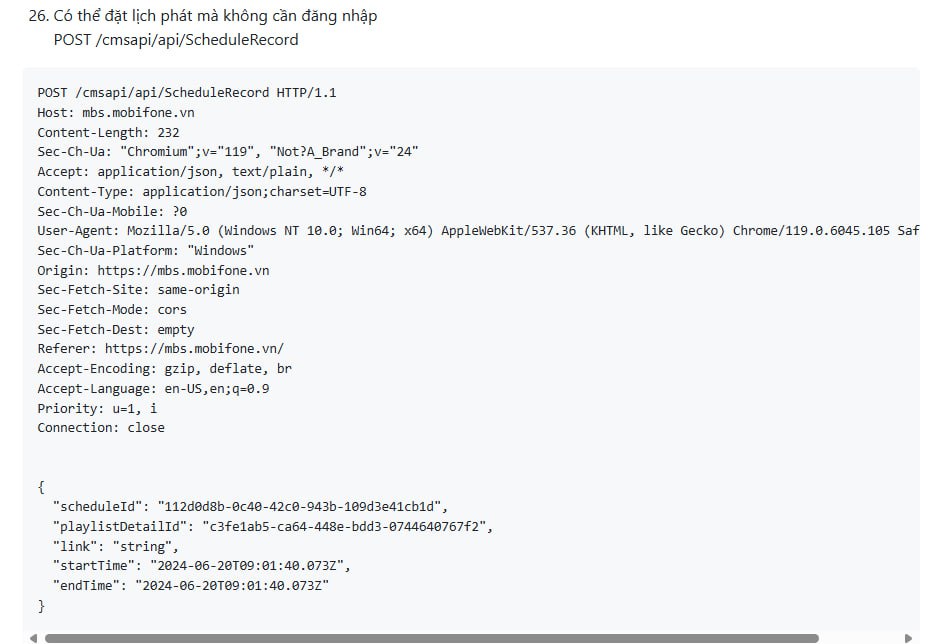 26. Có thể đặt lịch phát mà không cần đăng nhập
POST /cmsapi/api/ScheduleRecord
POST /cmsapi/api/ScheduleRecord HTTP/1.1
Host: mbs.mobifone.vn
Content-Length: 232
Sec-Ch-Ua: "Chromium";v="119", "Not?A_Brand";v="24"
Accept: application/json, text/plain, */*
Content-Type: application/json;charset=UTF-8
Sec-Ch-Ua-Mobile: ?0
User-Agent: Mozilla/5.0 (Windows NT 10.0; Win64; x64) AppleWebKit/537.36 (KHTML, like Gecko) Chrome/119.0.6045.105 Saf
Sec-Ch-Ua-Platform: "Windows"
Origin: https://mbs.mobifone.vn
Sec-Fetch-Site: same-origin
Sec-Fetch-Mode: cors
Sec-Fetch-Dest: empty
Referer: https://mbs.mobifone.vn/
Accept-Encoding: gzip, deflate, br
Accept-Language: en-US,en;q=0.9
Priority: u=1, i
Connection: close
{
"scheduleId": "112d0d8b-0c40-42c0-943b-109d3e41cb1d",
"playlistDetailId": "c3fe1ab5-ca64-448e-bdd3-0744640767f2",
"link": "string",
"startTime": "2024-06-20T09:01:40.073Z",
"endTime": "2024-06-20T09:01:40.073Z"
}